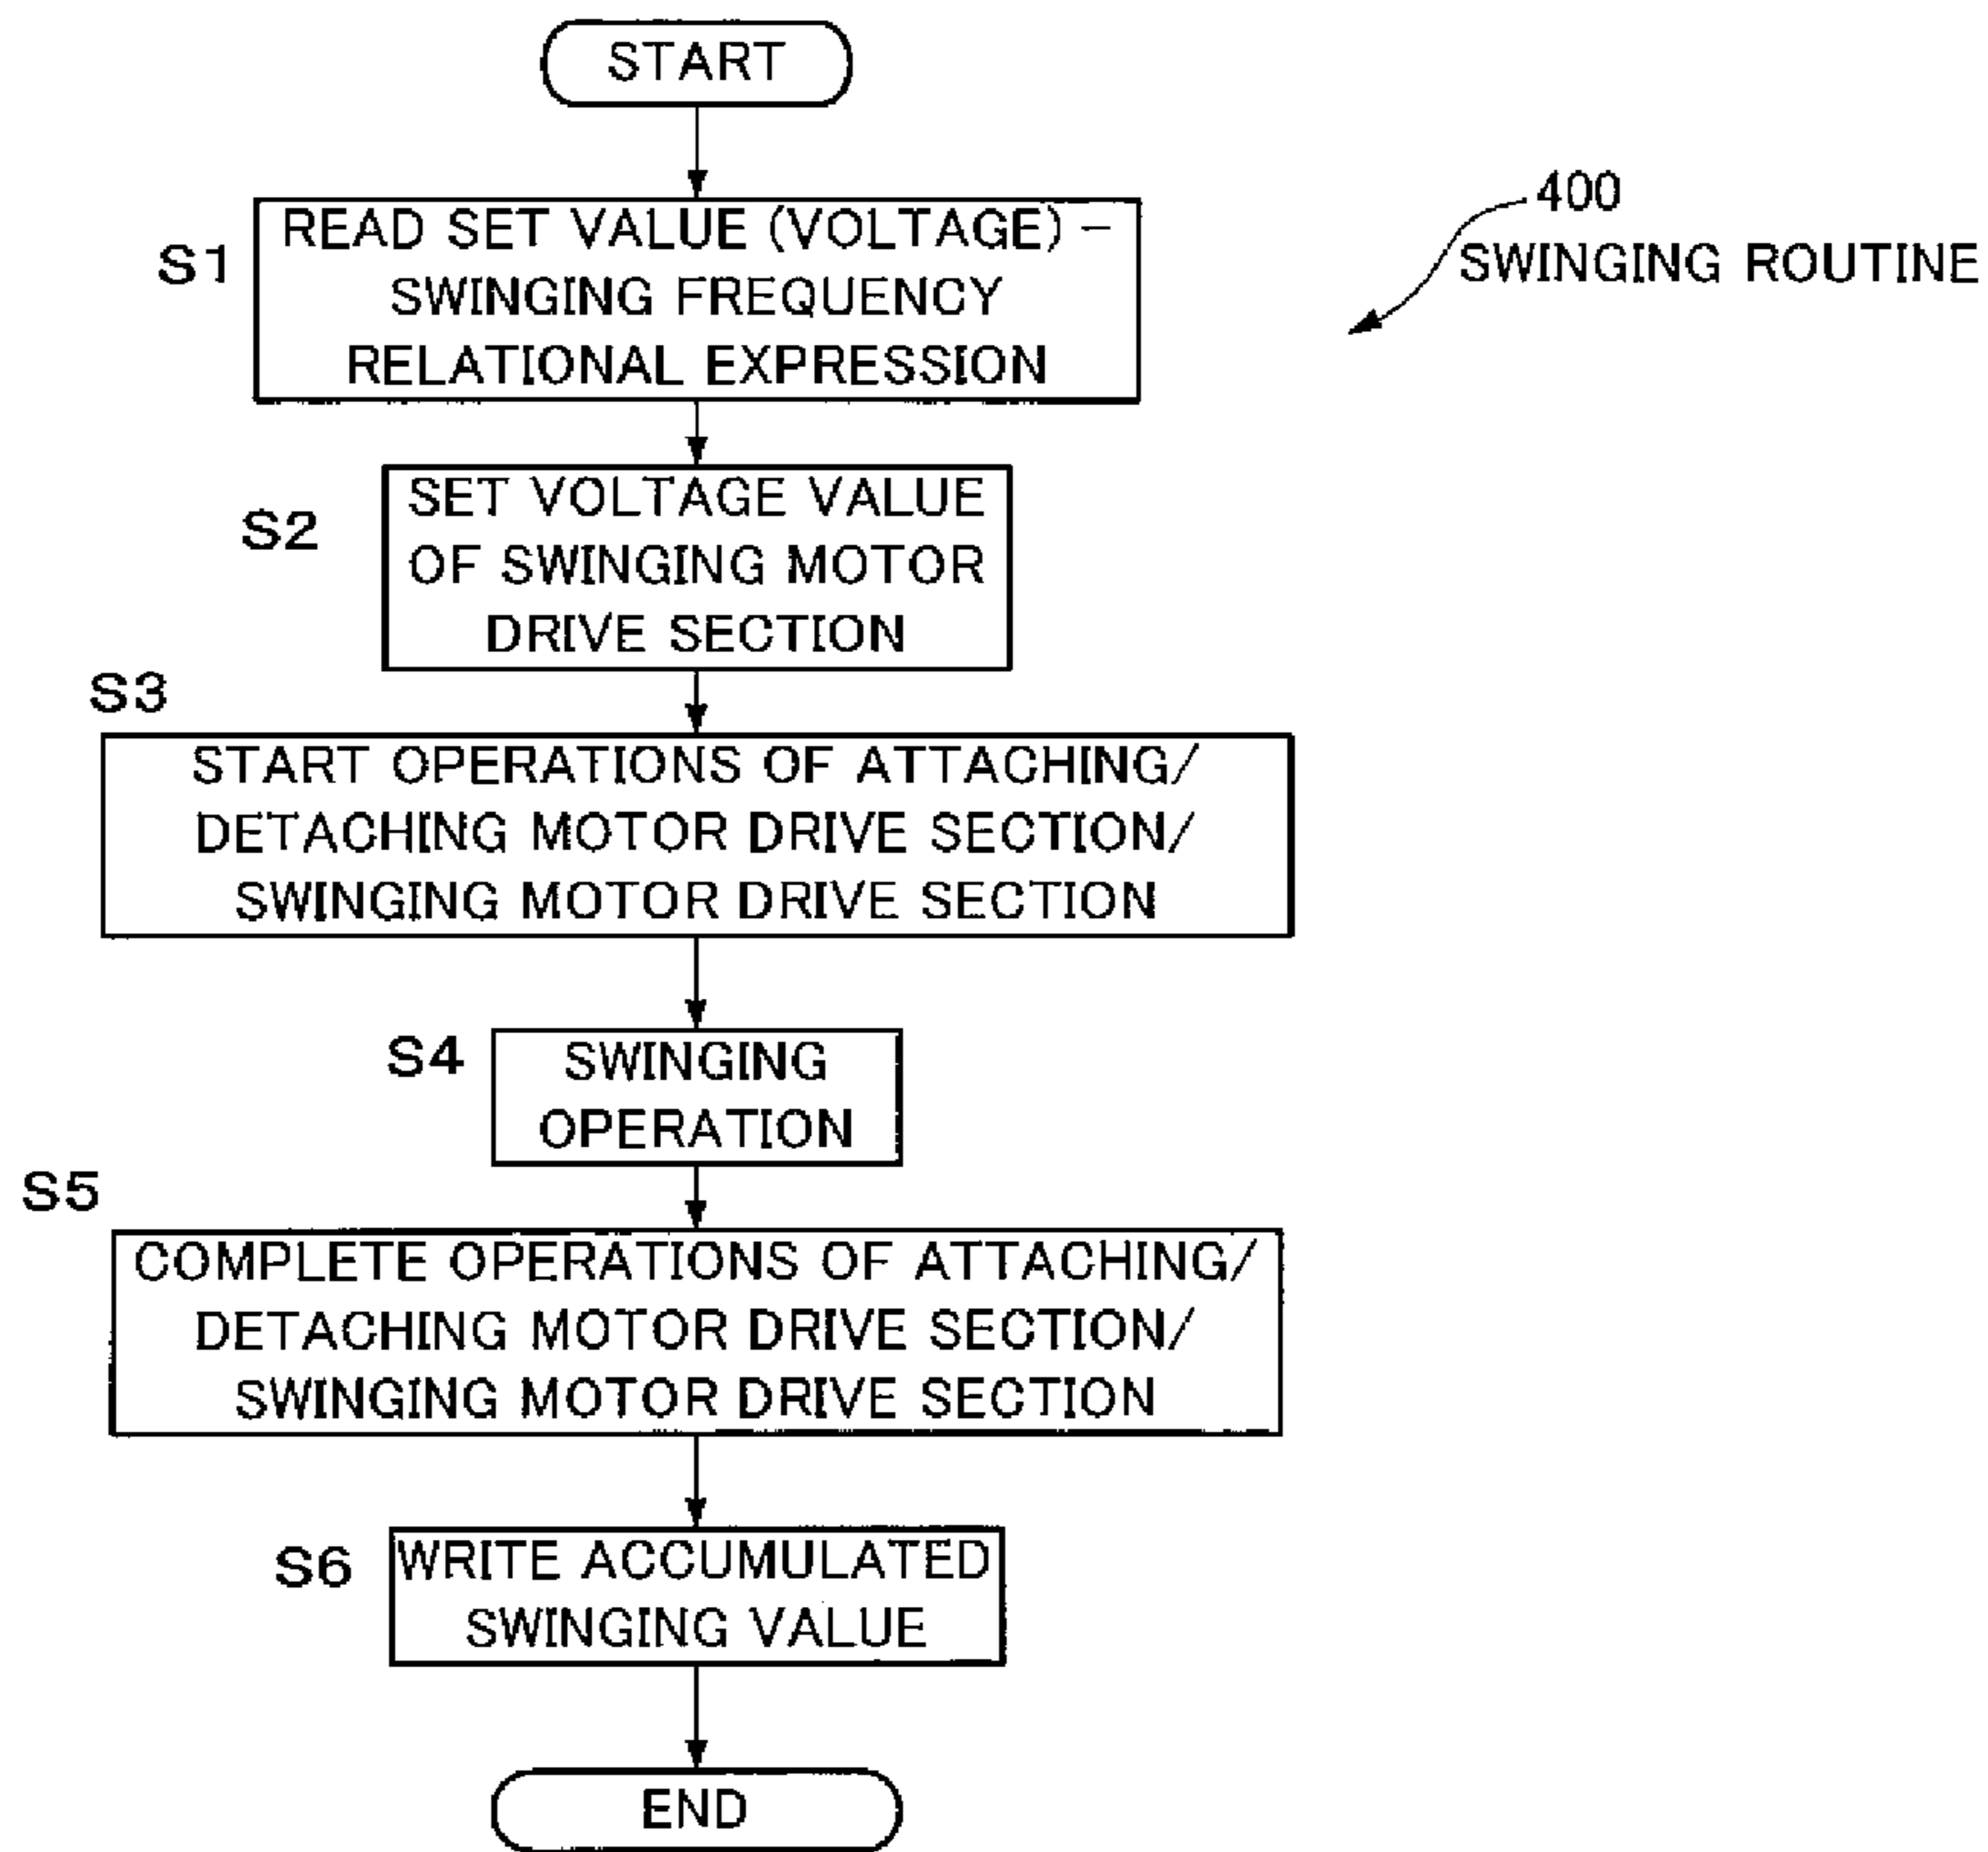 START
400
SWINGING ROUTINE
S1
READ SET VALUE (VOLTAGE) –
SWINGING FREQUENCY
RELATIONAL EXPRESSION
S2
SET VOLTAGE VALUE
OF SWINGING MOTOR
DRIVE SECTION
S3
START OPERATIONS OF ATTACHING/
DETACHING MOTOR DRIVE SECTION/
SWINGING MOTOR DRIVE SECTION
S4
SWINGING
OPERATION
S5
COMPLETE OPERATIONS OF ATTACHING/
DETACHING MOTOR DRIVE SECTION/
SWINGING MOTOR DRIVE SECTION
S6
WRITE ACCUMULATED
SWINGING VALUE
END